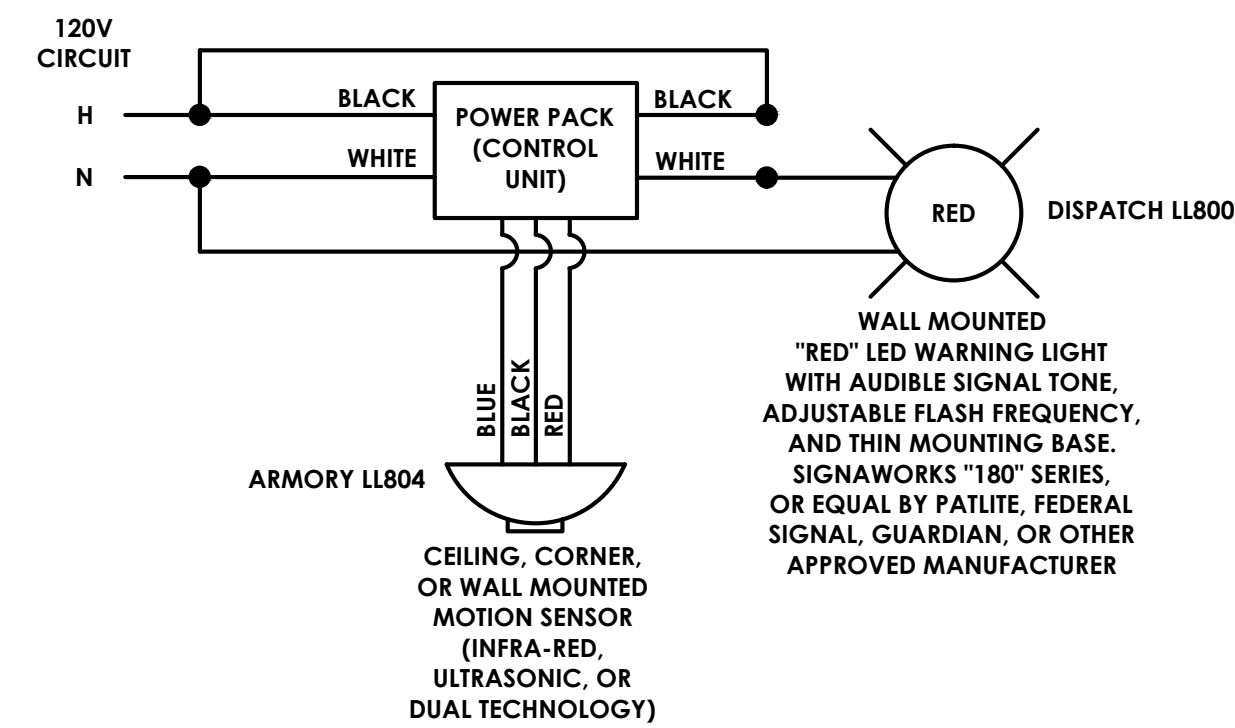 120V
CIRCUIT
H
BLACK
POWER PACK
(CONTROL
UNIT)
BLACK
N
WHITE
WHITE
RED
DISPATCH LL800
WALL MOUNTED
"RED" LED WARNING LIGHT
WITH AUDIBLE SIGNAL TONE,
ADJUSTABLE FLASH FREQUENCY,
AND THIN MOUNTING BASE.
SIGNAWORKS "180" SERIES,
OR EQUAL BY PATLITE, FEDERAL
SIGNAL, GUARDIAN, OR OTHER
APPROVED MANUFACTURER
BLUE
BLACK
RED
ARMORY LL804
CEILING, CORNER,
OR WALL MOUNTED
MOTION SENSOR
(INFRA-RED,
ULTRASONIC, OR
DUAL TECHNOLOGY)